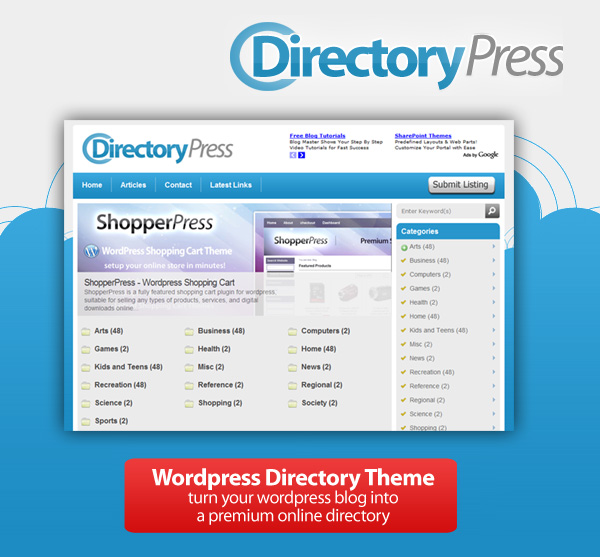 DirectoryPress
DirectoryPress
Free Blog Tutorials
Blog Master Shows Your Step By Step
Video Tutorials for Fast Success
SharePoint Themes
Predefined Layouts & Web Parts!
Customize Your Portal with Ease
Ads by Google
Home
Articles
Contact
Latest Links
Submit Listing
ShopperPress
WordPress Shopping Cart Theme
setup your online store in minutes!
ShopperPress
Premium S
Featured Products
ShopperPress - Wordpress Shopping Cart
ShopperPress is a fully featured shopping cart plugin for wordpress,
suitable for selling any types of products, services, and digital
downloads online...
Enter Keyword(s)
Categories
Arts (48)
Business (48)
Computers (2)
Games (2)
Health (2)
Home (48)
Kids and Teens (48)
Misc (2)
News (2)
Recreation (48)
Reference (2)
Regional (2)
Science (2)
Shopping (2)
Arts (48)
Business (48)
Computers (2)
Games (2)
Health (2)
Home (48)
Kids and Teens (48)
Misc (2)
News (2)
Recreation (48)
Reference (2)
Regional (2)
Science (2)
Shopping (2)
Society (2)
Sports (2)
Wordpress Directory Theme
turn your wordpress blog into
a premium online directory